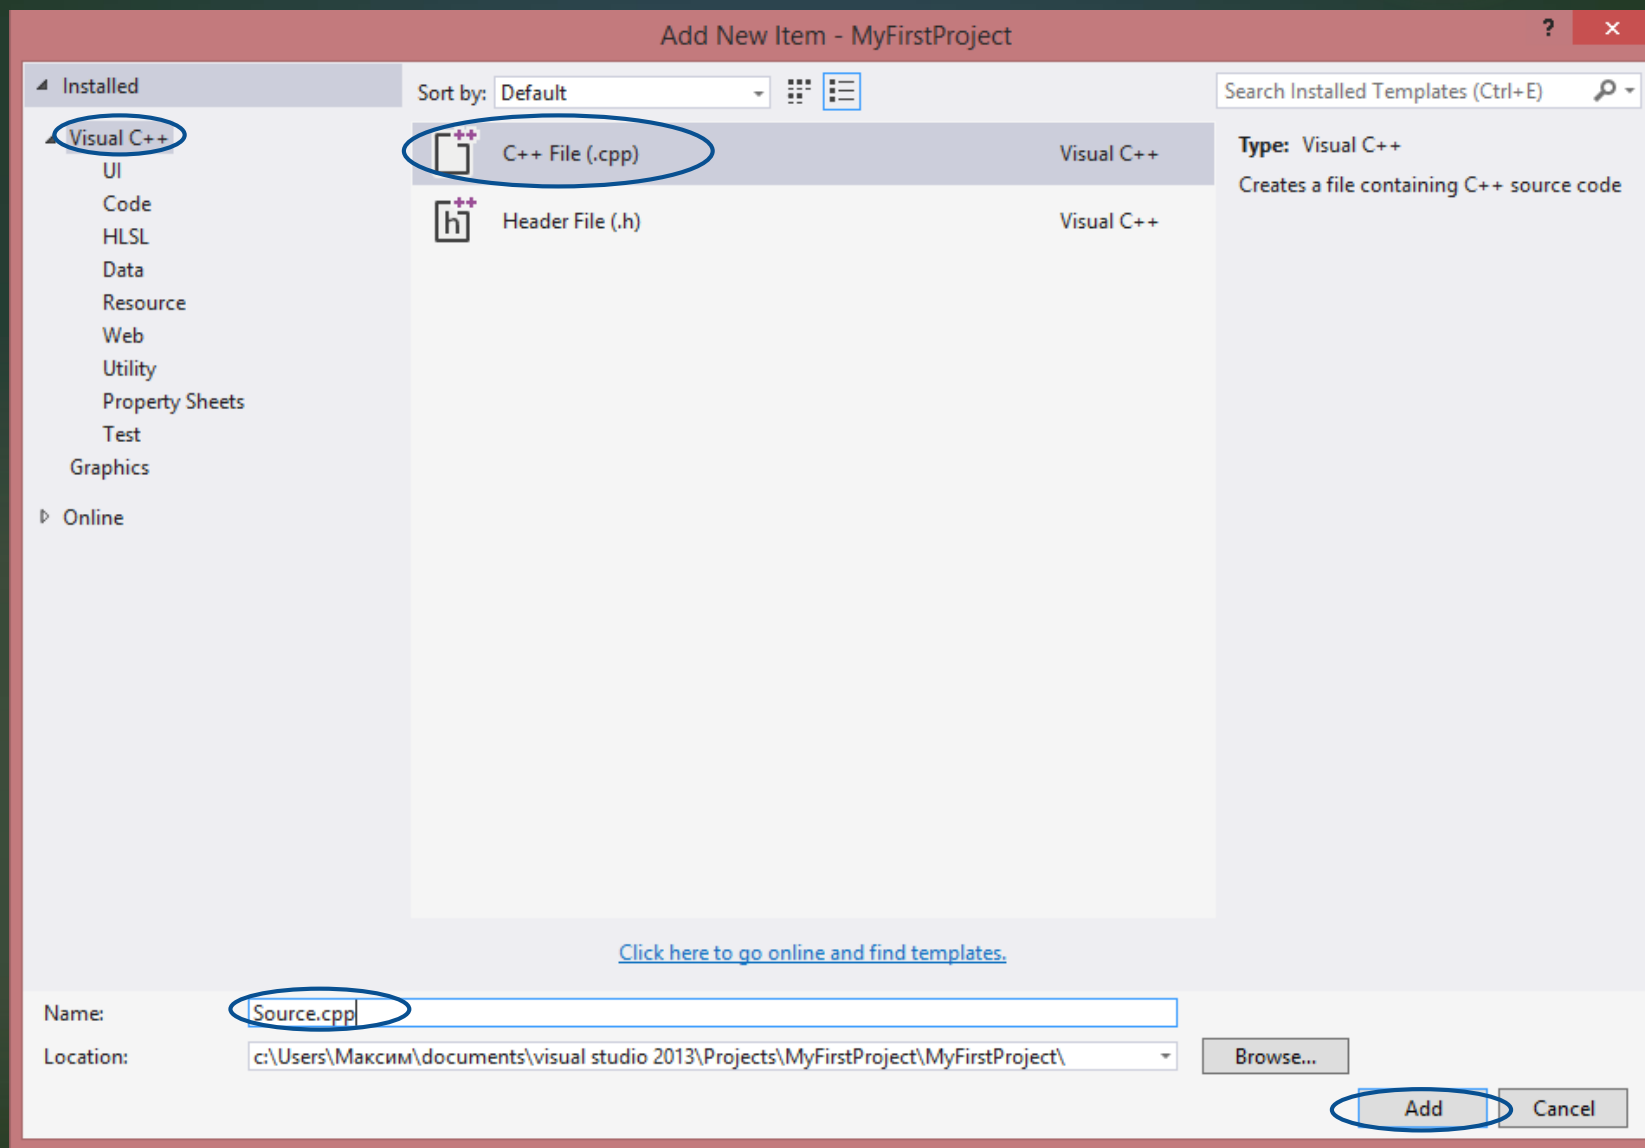 Add New Item - MyFirstProject
?
Installed
Sort by: Default
Search Installed Templates (Ctrl+E)
Visual C++
UI
Code
HLSL
Data
Resource
Web
Utility
Property Sheets
Test
Graphics
Online
C++ File (.cpp) Visual C++
Header File (.h) Visual C++
Type: Visual C++
Creates a file containing C++ source code
Click here to go online and find templates.
Name: Source.cpp
Location: c:\Users\Максим\documents\visual studio 2013\Projects\MyFirstProject\MyFirstProject\
Browse...
Add Cancel